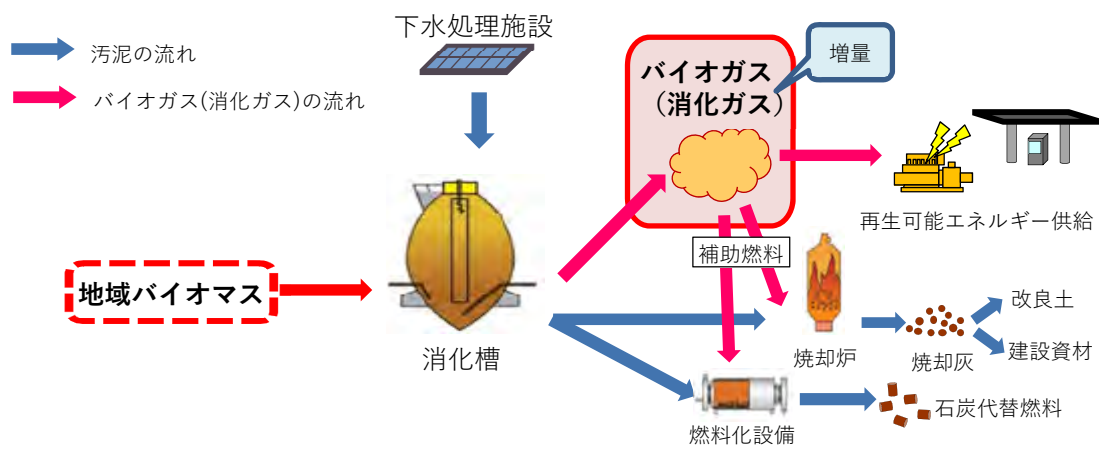 汚泥の流れ
バイオガス(消化ガス)の流れ
下水処理施設
バイオガス
（消化ガス）
増量
再生可能エネルギー供給
補助燃料
地域バイオマス
消化槽
焼却炉
焼却灰
改良土
建設資材
燃料化設備
石炭代替燃料